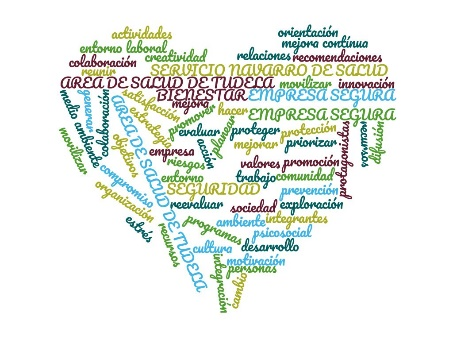 actividades
orientación
entorno laboral
mejora continua
colaboración
creatividad
relaciones
recomendaciones
reunir
SERVICIO NAVARRO DE SALUD
AREA DE SALUD DE TUDELA
movilizar
innovación
generar
colaboración
satisfacción
BIENESTAR
EMPRESA SEGURA
mejora
hacer
EMPRESA SEGURA
medio ambiente
AREA DE SALUD DE TUDELA
estrategia
promover
planear
proteger
protección
recursos
evaluar
objetivos
acción
mejorar
priorizar
protagonistas
difusión
movilizar
empresa
riesgos
valores
promoción
entorno
trabajo
comunidad
compromiso
SEGURIDAD
prevención
organización
reevaluar
sociedad
exploración
estrés
recursos
programas
ambiente
integrantes
psicosocial
cultura
desarrollo
integración
motivación
personas
cambio